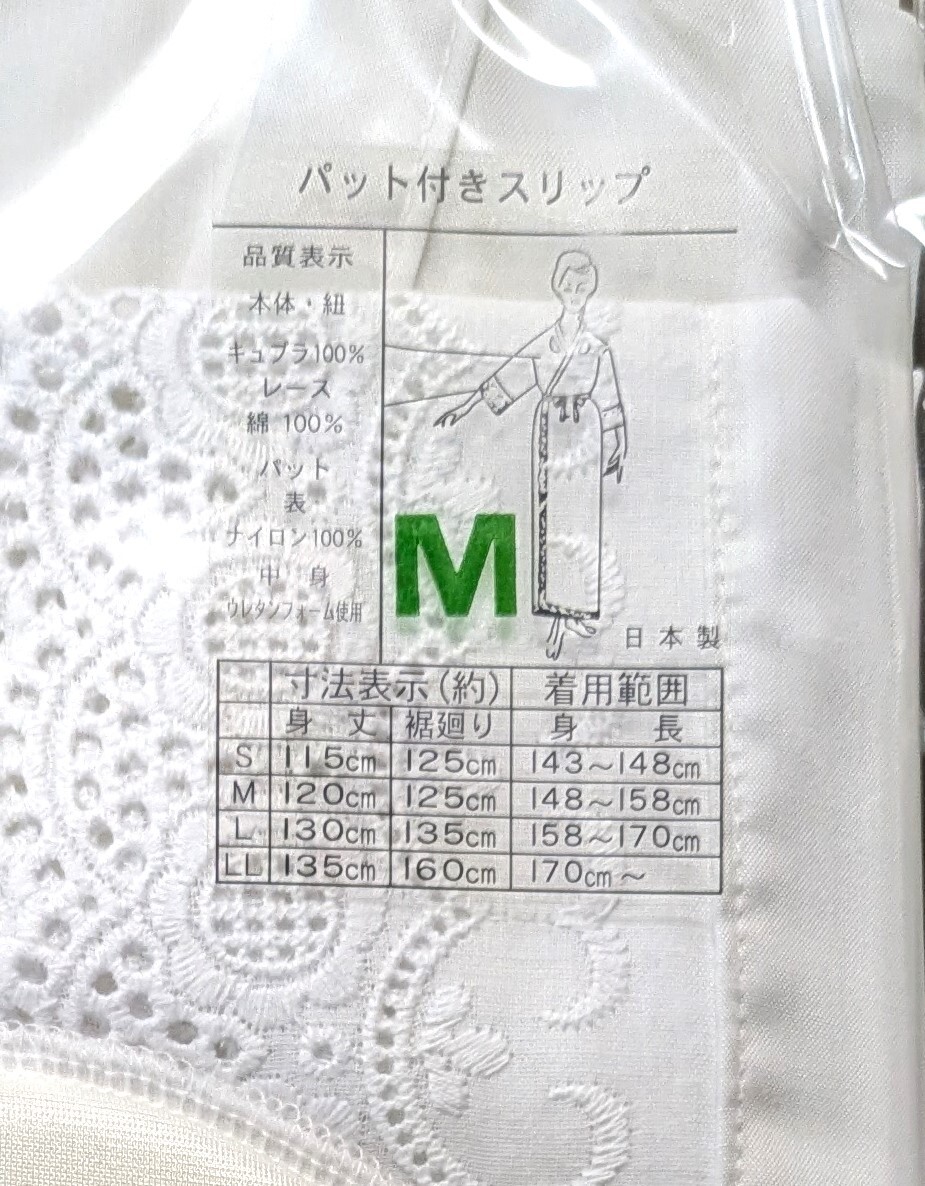 パット付きスリップ
品質表示
本体・紐
キュプラ100%
レース
綿 100%
パット
表
ナイロン100%
中 身
ウレタンフォーム使用
M
日本製
寸法表示(約) 着用範囲
身 丈 裾廻り 身 長
S 115cm 125cm 143～148cm
M 120cm 125cm 148～158cm
L 130cm 135cm 158～170cm
LL 135cm 160cm 170cm～